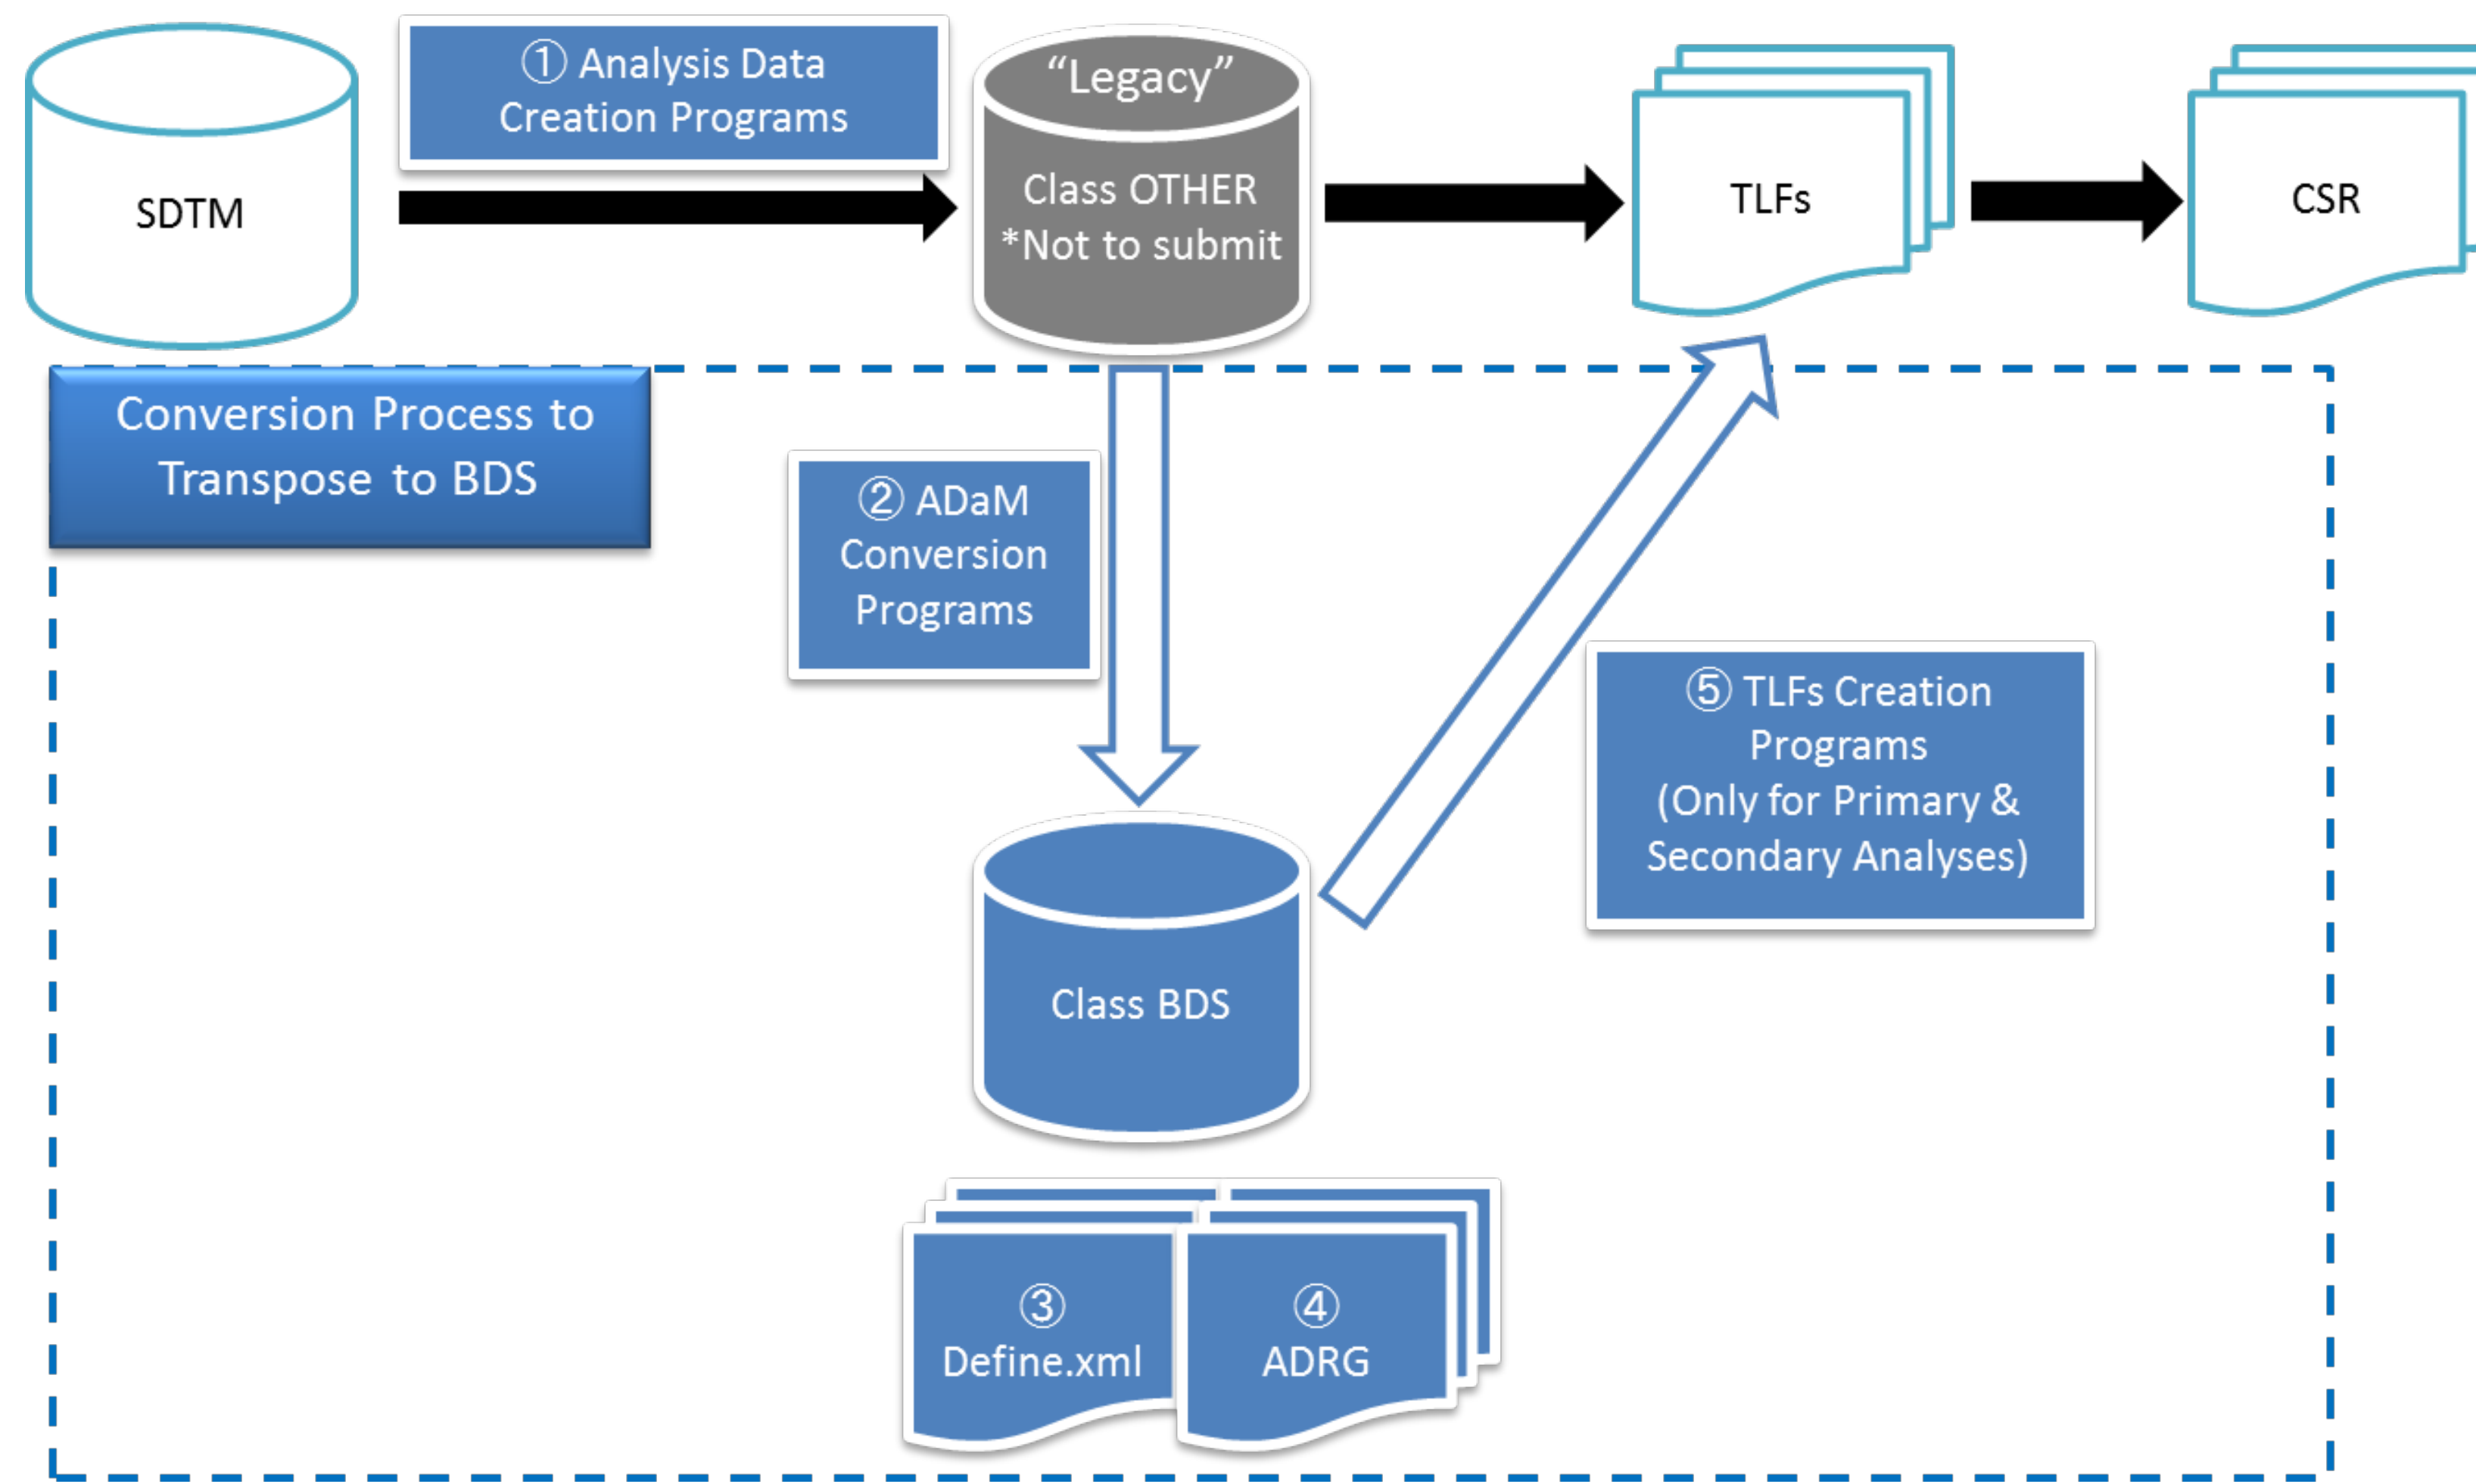 SDTM
① Analysis Data
Creation Programs
“Legacy”
Class OTHER
*Not to submit
TLFs
CSR
Conversion Process to
Transpose to BDS
② ADaM
Conversion
Programs
⑤ TLFs Creation
Programs
(Only for Primary &
Secondary Analyses)
Class BDS
③
Define.xml
④
ADRG